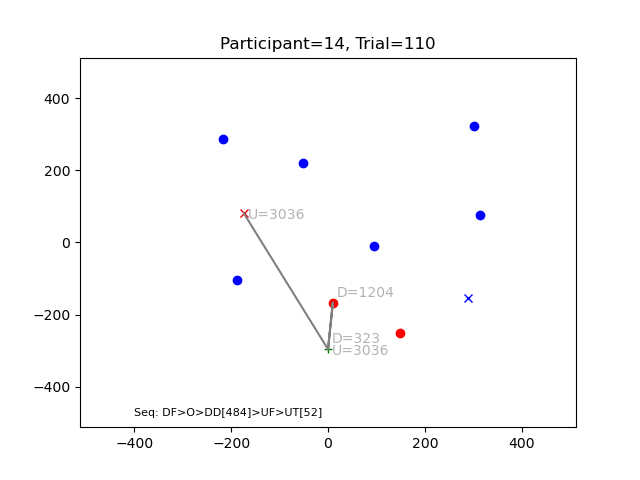 Participant=14, Trial=110
400
200
0
−200
−400
U=3036
D=1204
D=323
U=3036
Seq: DF>O>DD[484]>UF>UT[52]
−400
−200
0
200
400